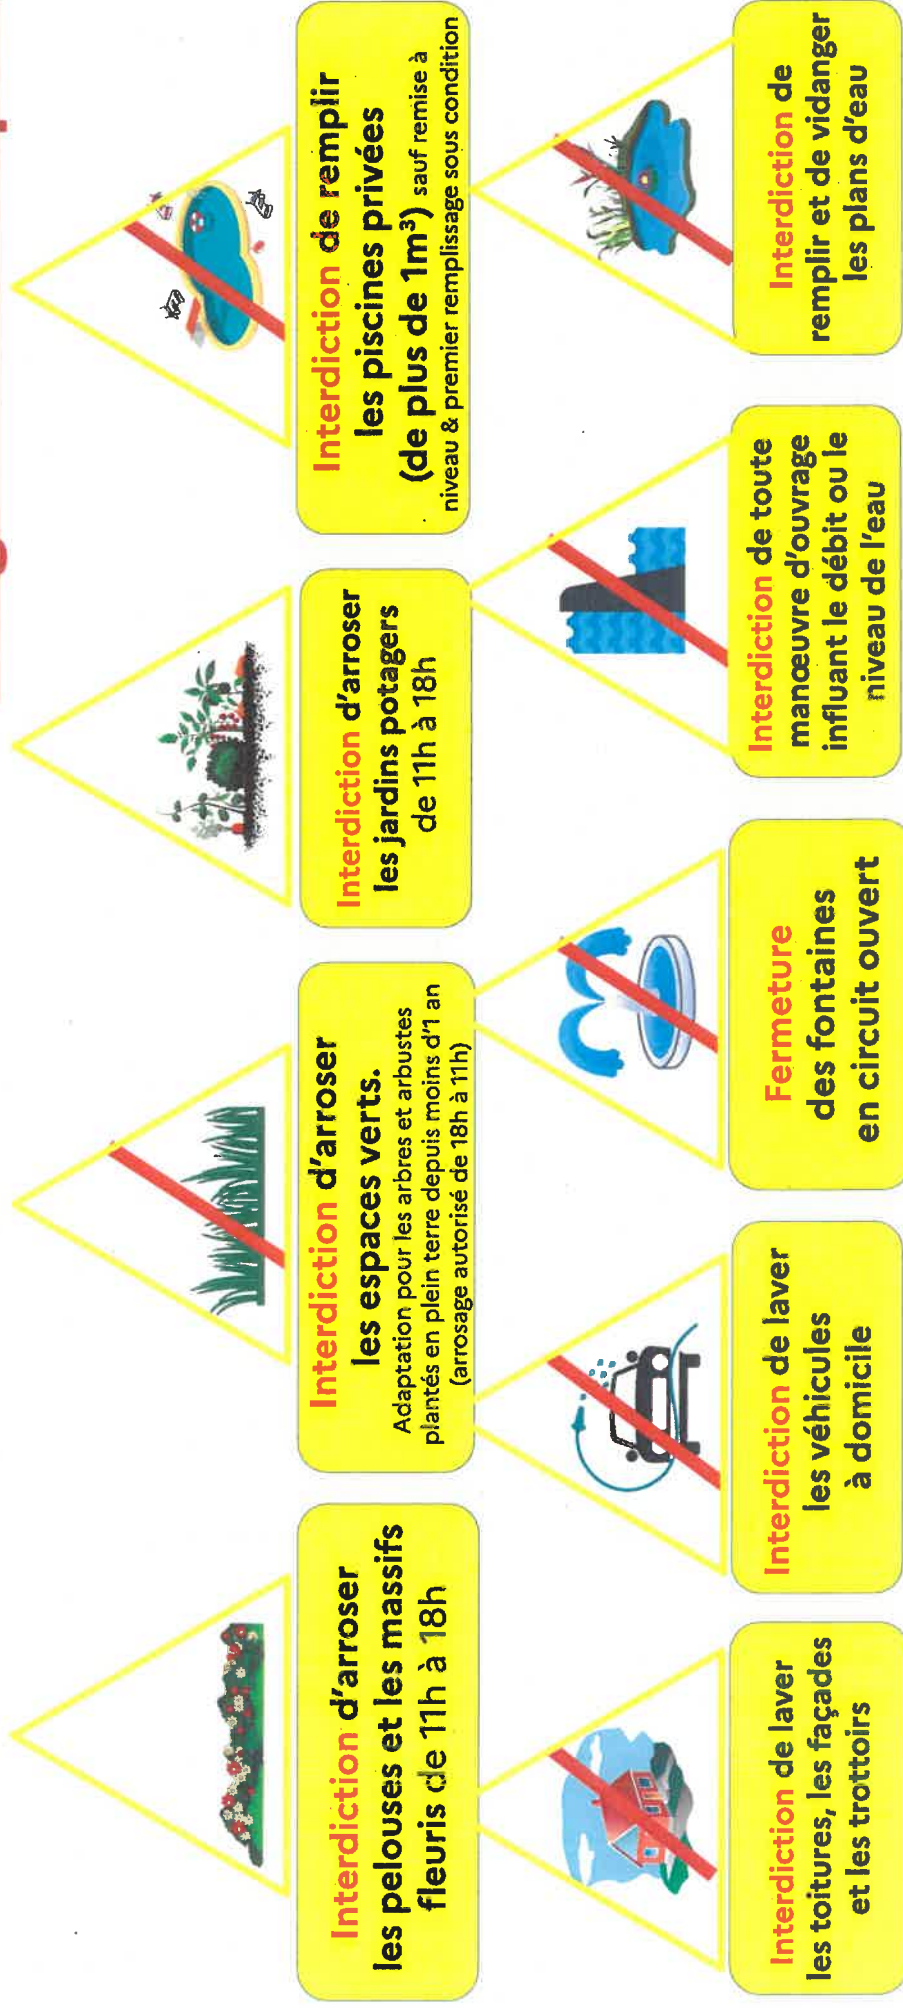 Interdiction d'arroser
les pelouses et les massifs
fleuris de 11h à 18h
Interdiction d'arroser
les espaces verts.
Adaptation pour les arbres et arbustes
plantés en plein terre depuis moins d'1 an
(arrosage autorisé de 18h à 11h)
Interdiction d'arroser
les jardins potagers
de 11h à 18h
Interdiction de remplir
les piscines privées
(de plus de 1m³) sauf remise à
niveau & premier remplissage sous condition
Interdiction de laver
les toitures, les façades
et les trottoirs
Interdiction de laver
les véhicules
à domicile
Fermeture
des fontaines
en circuit ouvert
Interdiction de toute
manœuvre d'ouvrage
influant le débit ou le
niveau de l'eau
Interdiction de
remplir et de vidanger
les plans d'eau